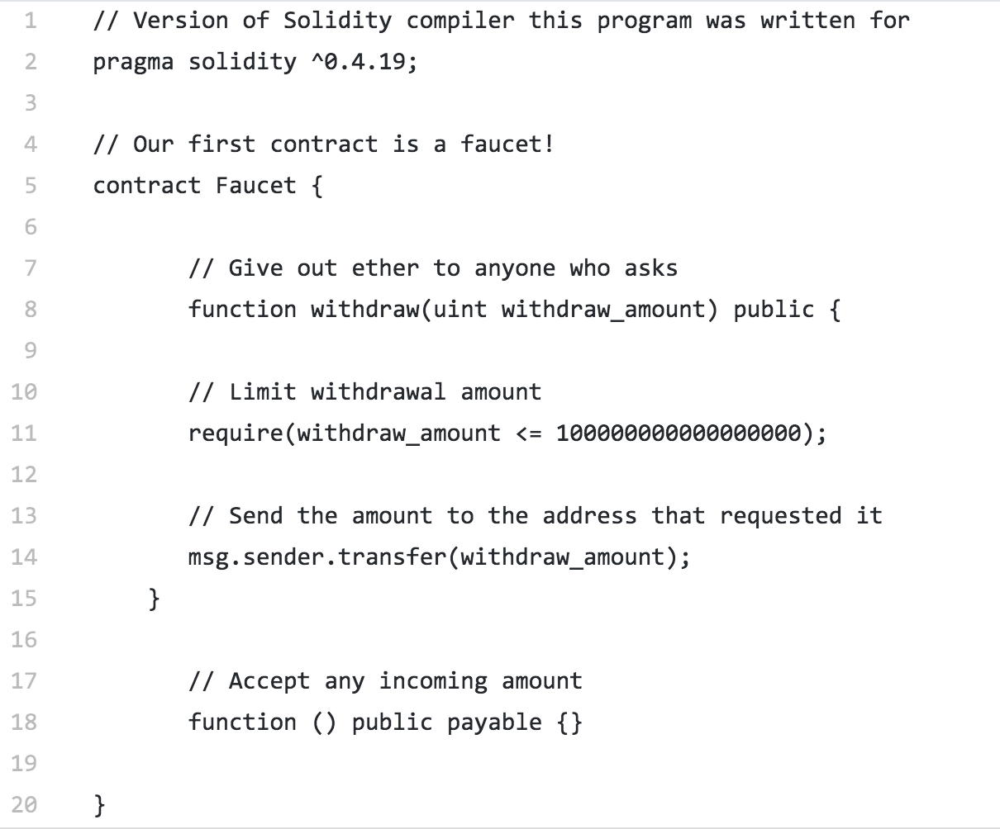 1 // Version of Solidity compiler this program was written for
2 pragma solidity ^0.4.19;
3
4 // Our first contract is a faucet!
5 contract Faucet {
6
7 // Give out ether to anyone who asks
8 function withdraw(uint withdraw_amount) public {
9
10 // Limit withdrawal amount
11 require(withdraw_amount <= 100000000000000000);
12
13 // Send the amount to the address that requested it
14 msg.sender.transfer(withdraw_amount);
15 }
16
17 // Accept any incoming amount
18 function () public payable {}
19
20 }